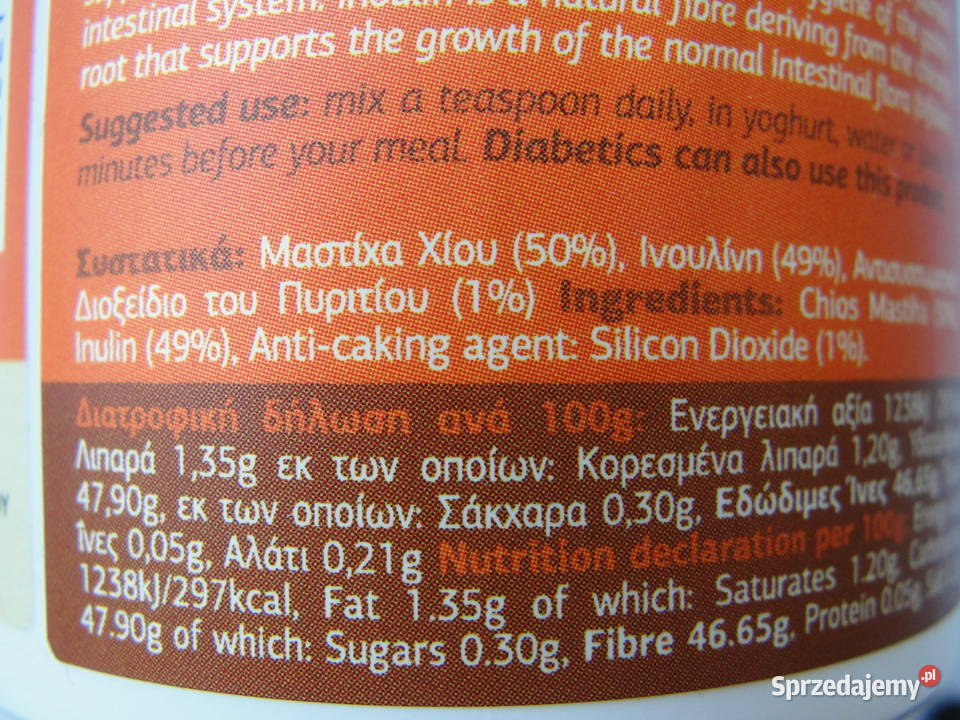 intestinal system. Inulin is a natural fibre deriving from the
root that supports the growth of the normal intestinal flora
Suggested use: mix a teaspoon daily, in yoghurt, water or
minutes before your meal. Diabetics can also use this
Συστατικά: Μαστίχα Χίου (50%), Ινουλίνη (49%),
Διοξείδιο του Πυριτίου (1%) Ingredients: Chios Mastiha
Inulin (49%), Anti-caking agent: Silicon Dioxide (1%).
Διατροφική δήλωση ανά 100g: Ενεργειακή αξία 1238kJ
Λιπαρά 1,35g εκ των οποίων: Κορεσμένα λιπαρά 1,20g,
47,90g, εκ των οποίων: Σάκχαρα 0,30g, Εδώδιμες Ίνες 46.65g
Ίνες 0,05g, Αλάτι 0,21g Nutrition declaration per 100g:
1238kJ/297kcal, Fat 1.35g of which: Saturates 1.20g,
47.90g of which: Sugars 0.30g, Fibre 46.65g, Protein 0.05g,
Sprzedajemy.pl